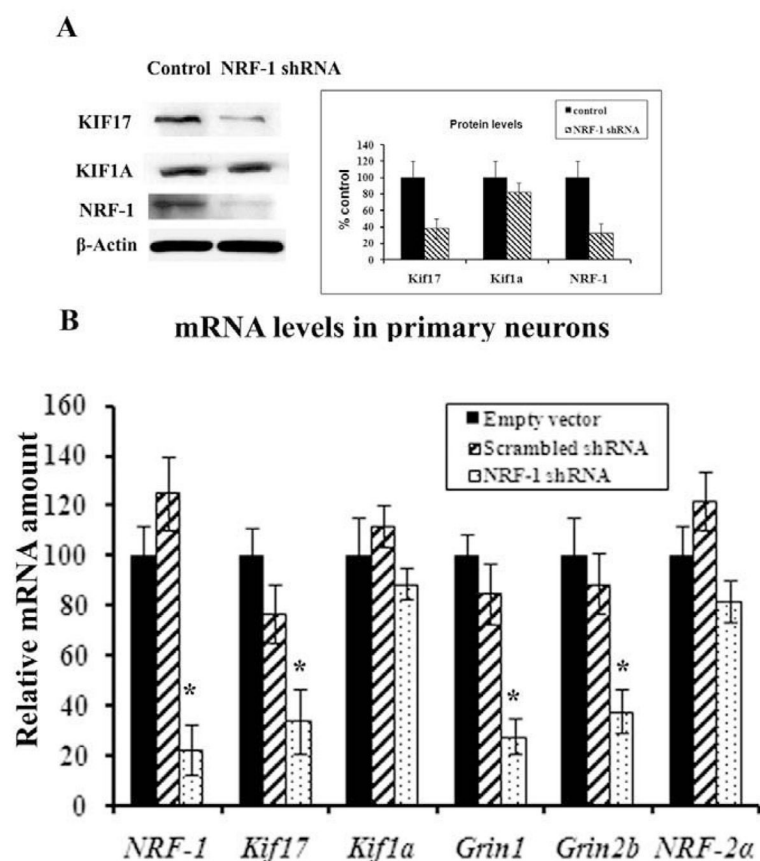 A
Control NRF-1 shRNA
KIF17
KIF1A
NRF-1
β-Actin
control
NRF-1 shRNA
Protein levels
% control
140
120
100
80
60
40
20
0
Kif17 Kif1a NRF-1
B mRNA levels in primary neurons
Relative mRNA amount
160
140
120
100
80
60
40
20
0
Empty vector
Scrambled shRNA
NRF-1 shRNA
* * * *
NRF-1 Kif17 Kif1a Grin1 Grin2b NRF-2α